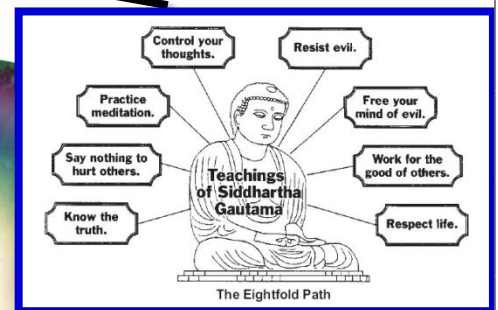 Control your
thoughts.
Resist evil.
Practice
meditation.
Free your
mind of evil.
Say nothing to
hurt others.
Work for the
good of others.
Know the
truth.
Respect life.
Teachings
of Siddhartha
Gautama
The Eightfold Path